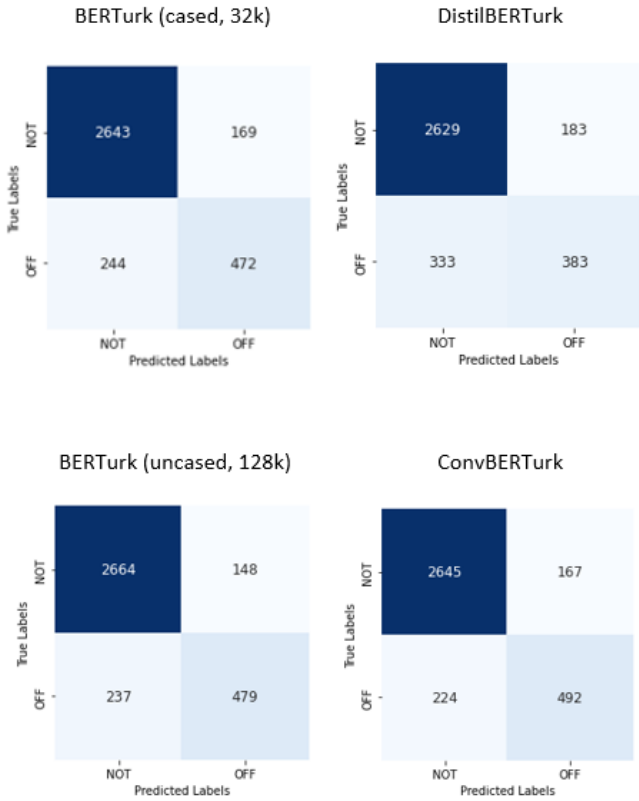 BERTurk (cased, 32k)
NOT
2643
169
True Labels
OFF
244
472
NOT
OFF
Predicted Labels
DistilBERTurk
NOT
2629
183
True Labels
OFF
333
383
NOT
OFF
Predicted Labels
BERTurk (uncased, 128k)
NOT
2664
148
True Labels
OFF
237
479
NOT
OFF
Predicted Labels
ConvBERTurk
NOT
2645
167
True Labels
OFF
224
492
NOT
OFF
Predicted Labels